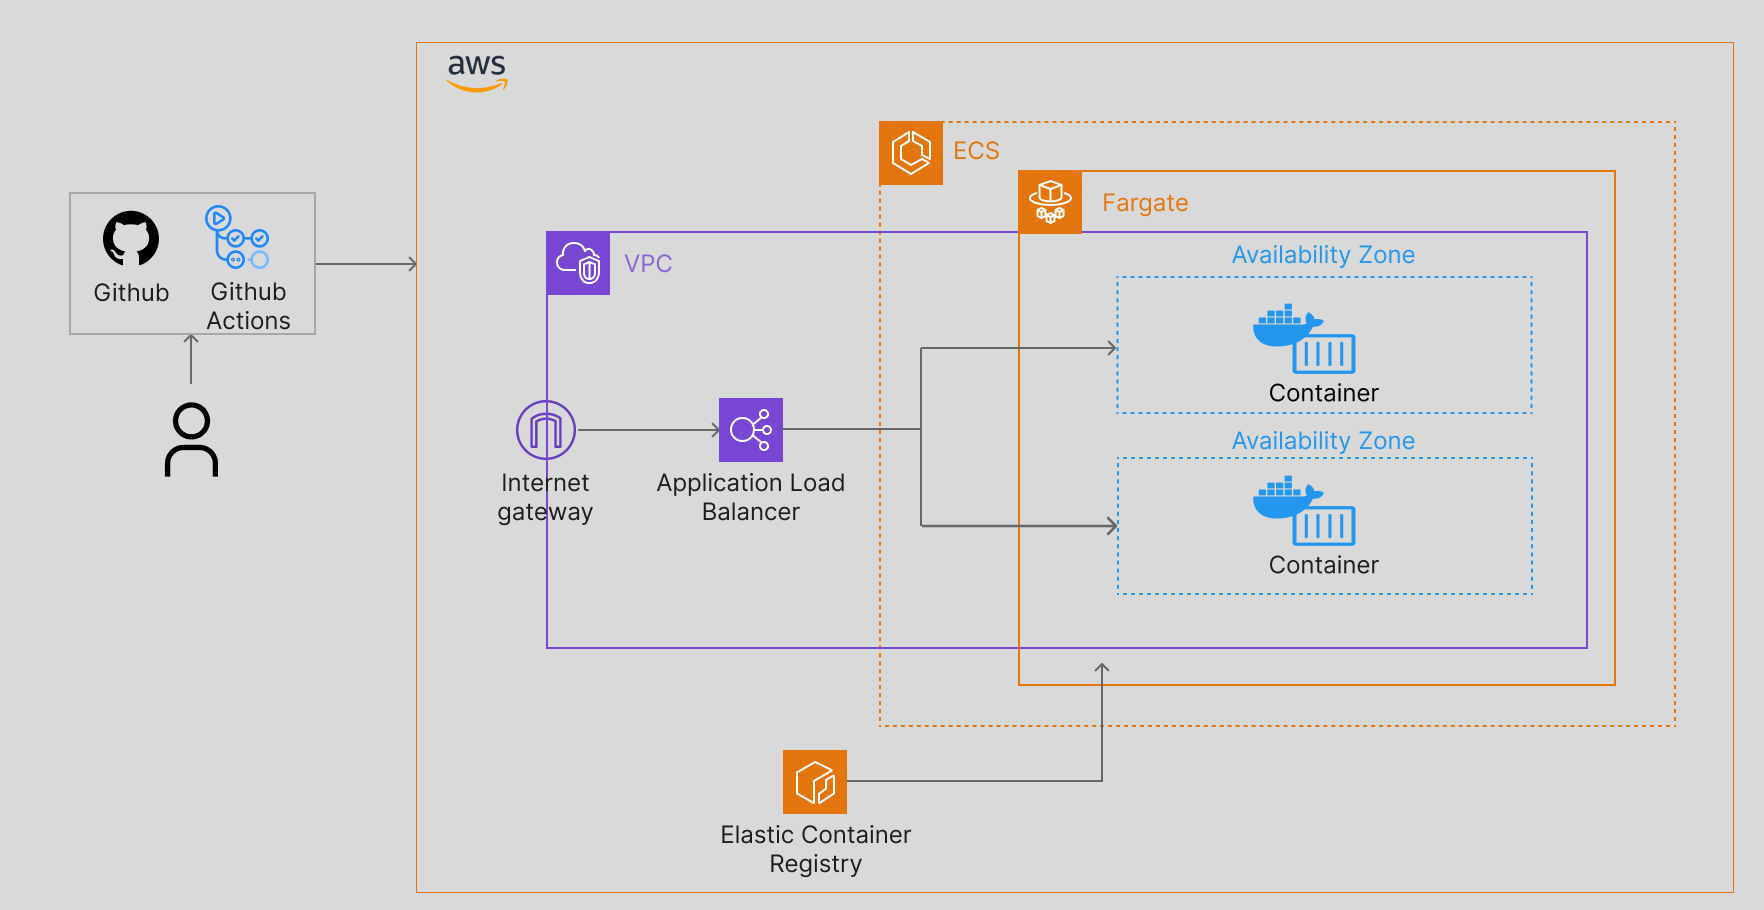 aws
ECS
Fargate
VPC
Availability Zone
Github
Github
Actions
Container
Availability Zone
Internet
gateway
Application Load
Balancer
Container
Elastic Container
Registry